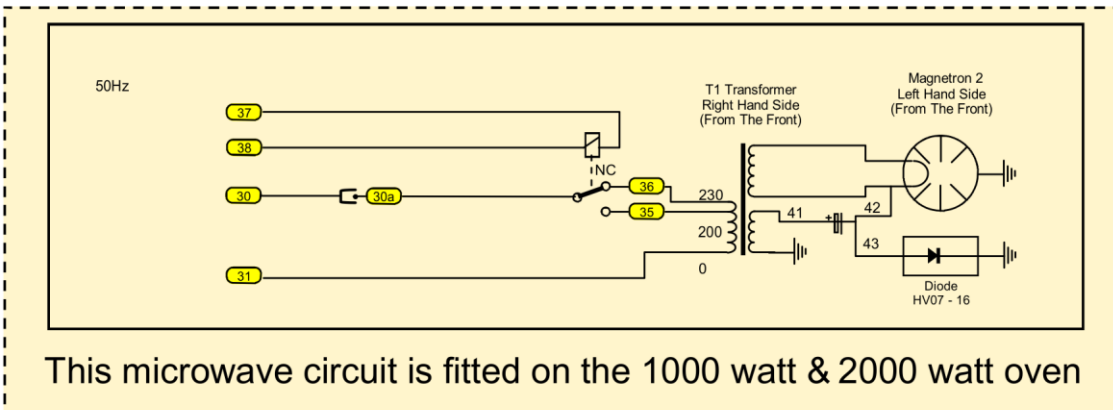 50Hz
T1 Transformer
Right Hand Side
(From The Front)
Magnetron 2
Left Hand Side
(From The Front)
37
38
NC
30
30a
36
230
35
41
42
200
43
31
0
Diode
HV07 - 16
This microwave circuit is fitted on the 1000 watt & 2000 watt oven